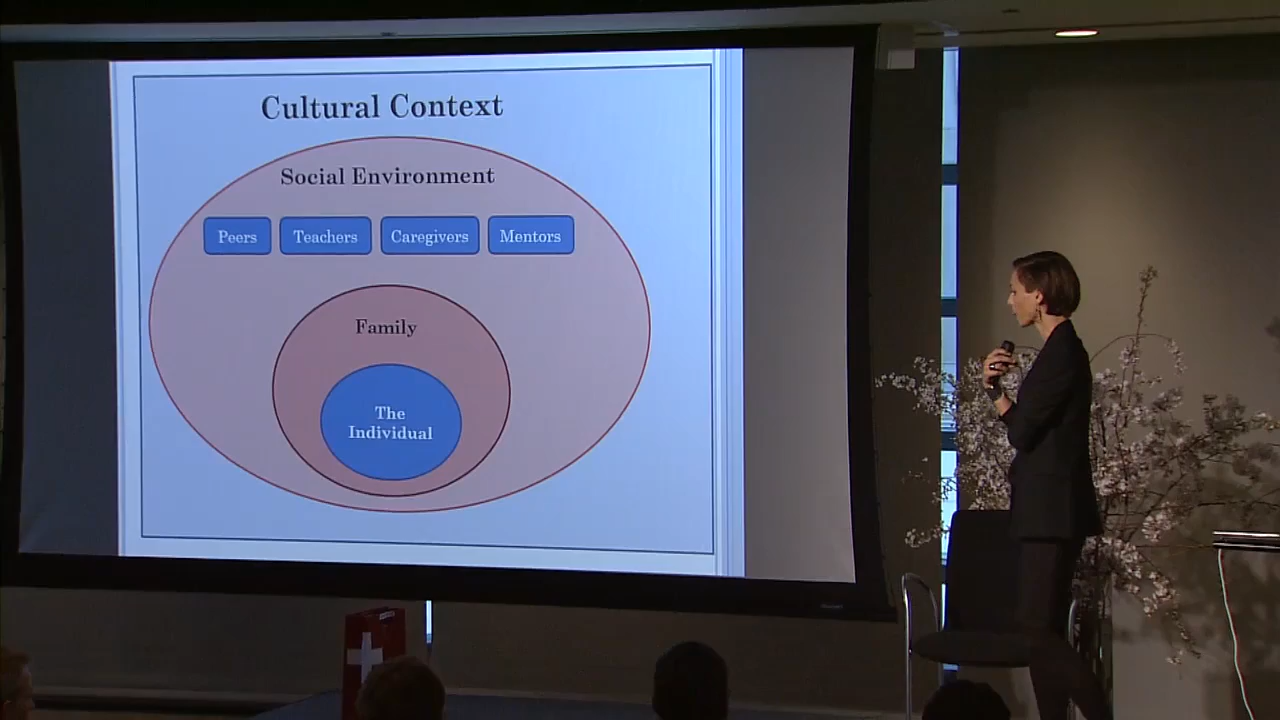 Cultural Context
Social Environment
Peers
Teachers
Caregivers
Mentors
Family
The
Individual